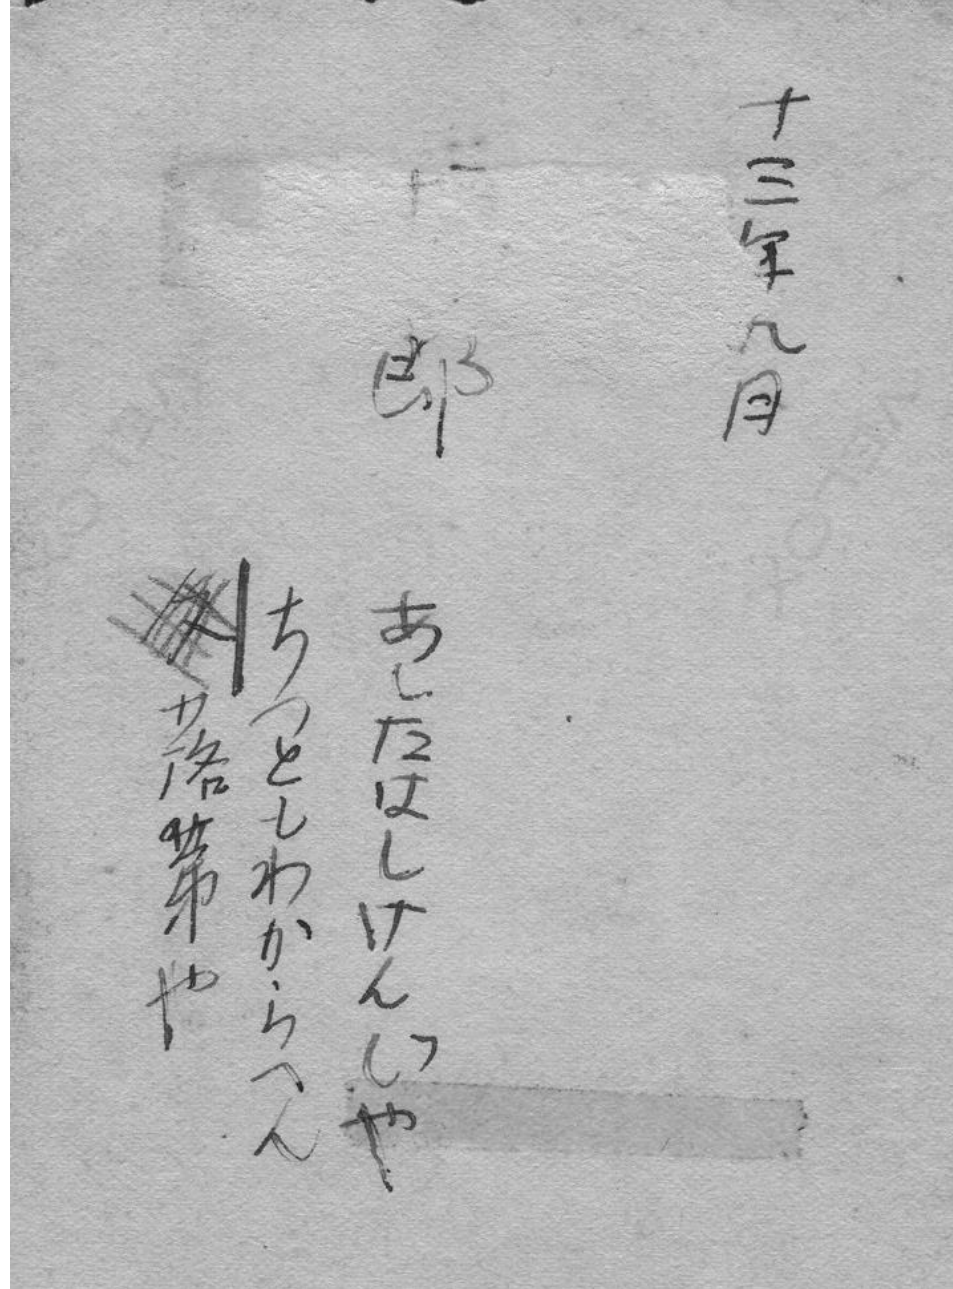 十三年九月
郎
あしたはしけんじや
ちつともわからへん
落第や